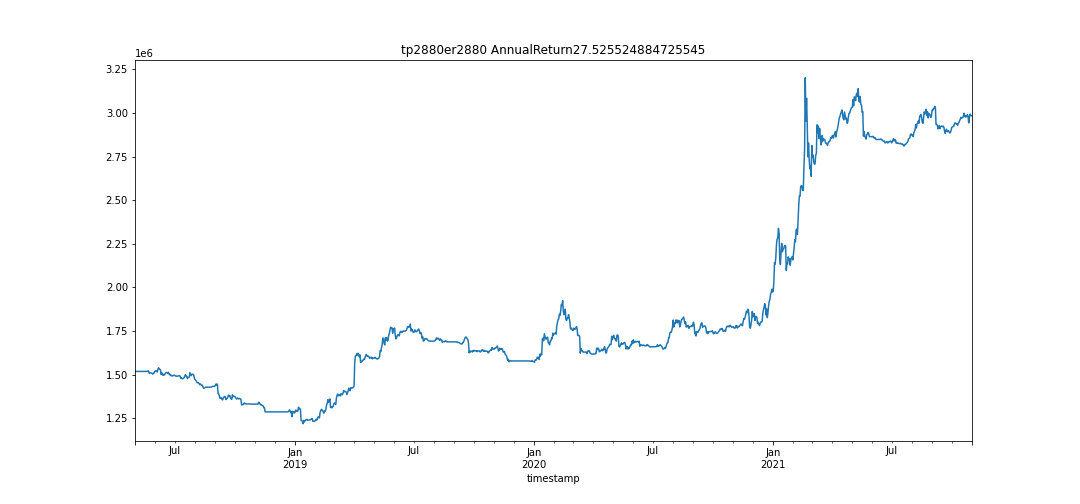 tp2880er2880 AnnualReturn27.525524884725545
1e6
3.25
3.00
2.75
2.50
2.25
2.00
1.75
1.50
1.25
Jul Jan Jul Jan Jul Jan Jul
2019 2020 2021
timestamp